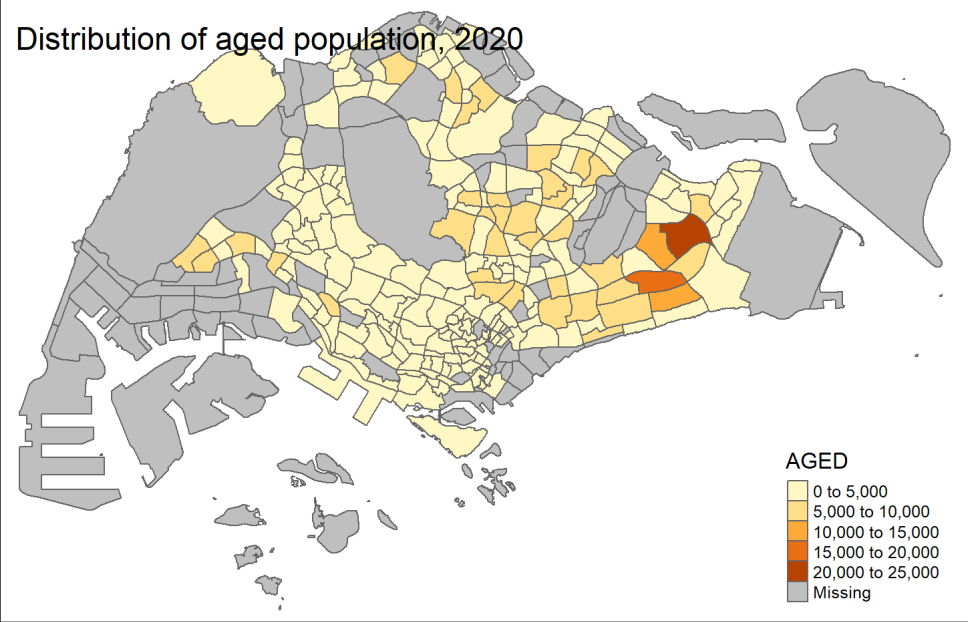 Distribution of aged population, 2020
AGED
0 to 5,000
5,000 to 10,000
10,000 to 15,000
15,000 to 20,000
20,000 to 25,000
Missing